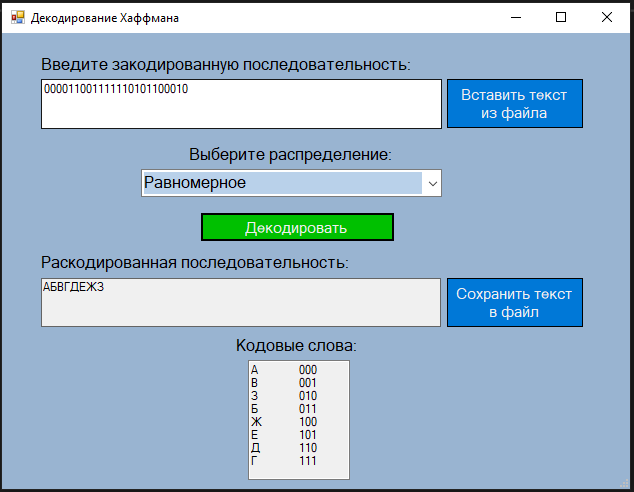 Декодирование Хаффмана
Введите закодированную последовательность:
000011001111110101100010
Вставить текст
из файла
Выберите распределение:
Равномерное
Декодировать
Раскодированная последовательность:
АБВГДЕЖЗ
Сохранить текст
в файл
Кодовые слова:
А 000
В 001
З 010
Б 011
Ж 100
Е 101
Д 110
Г 111